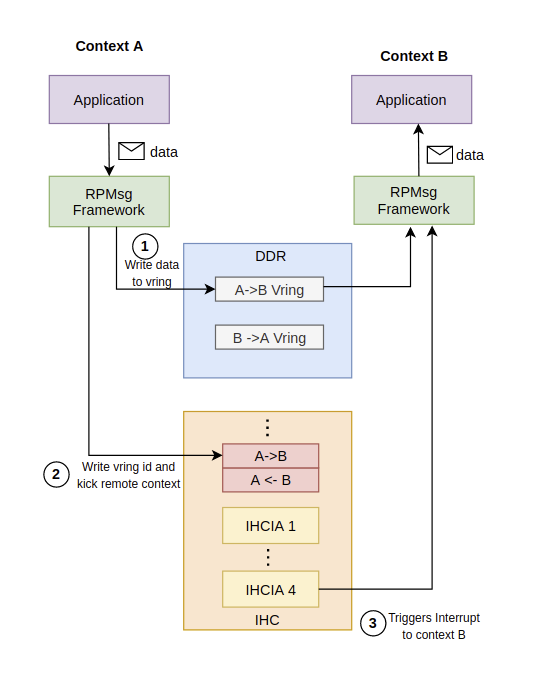 Context A
Context B
Application
Application
data
data
RPMsg
Framework
RPMsg
Framework
1
Write data
to vring
DDR
A->B Vring
B ->A Vring
A->B
A <- B
2
Write vring id and
kick remote context
IHCIA 1
IHCIA 4
IHC
3
Triggers Interrupt
to context B